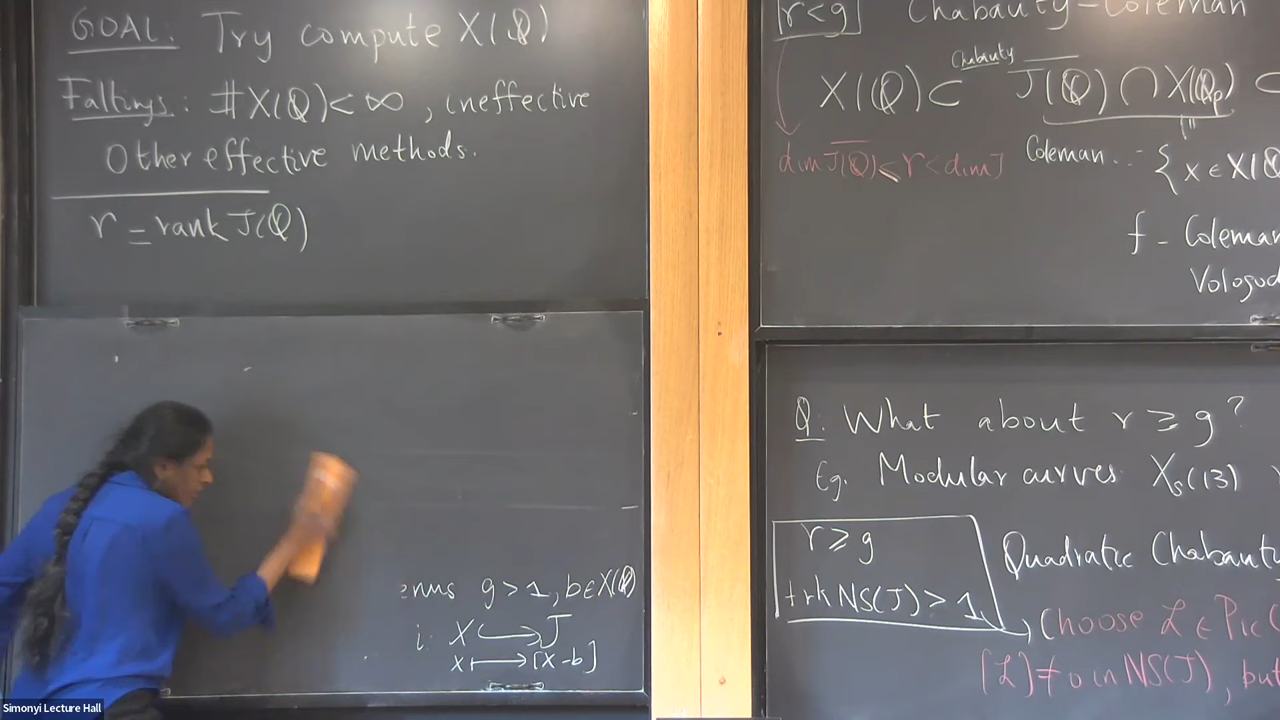 GOAL: Try compute X(ℚ)
Faltings: #X(ℚ)<∞, ineffective
Other effective methods.
r = rank J(ℚ)
enus g>1, b∈X(ℚ)
i: X ↪ J
x ↦ [x-b]
r<g Chabauty-Coleman
Chabauty
X(ℚ) ⊂ J(ℚ) ∩ X(ℚp) ⊂
dim J(ℚ) ≤ r < dim J
Coleman... { x ∈ X(ℚ
f - Coleman
Vologod
Q: What about r ≥ g?
Eg. Modular curves Xs(13)
r ≥ g
+ rk NS(J) > 1
Quadratic Chabauty
Choose ℒ ∈ Pic
[ℒ] ≠ 0 in NS(J), but
Simonyi Lecture Hall